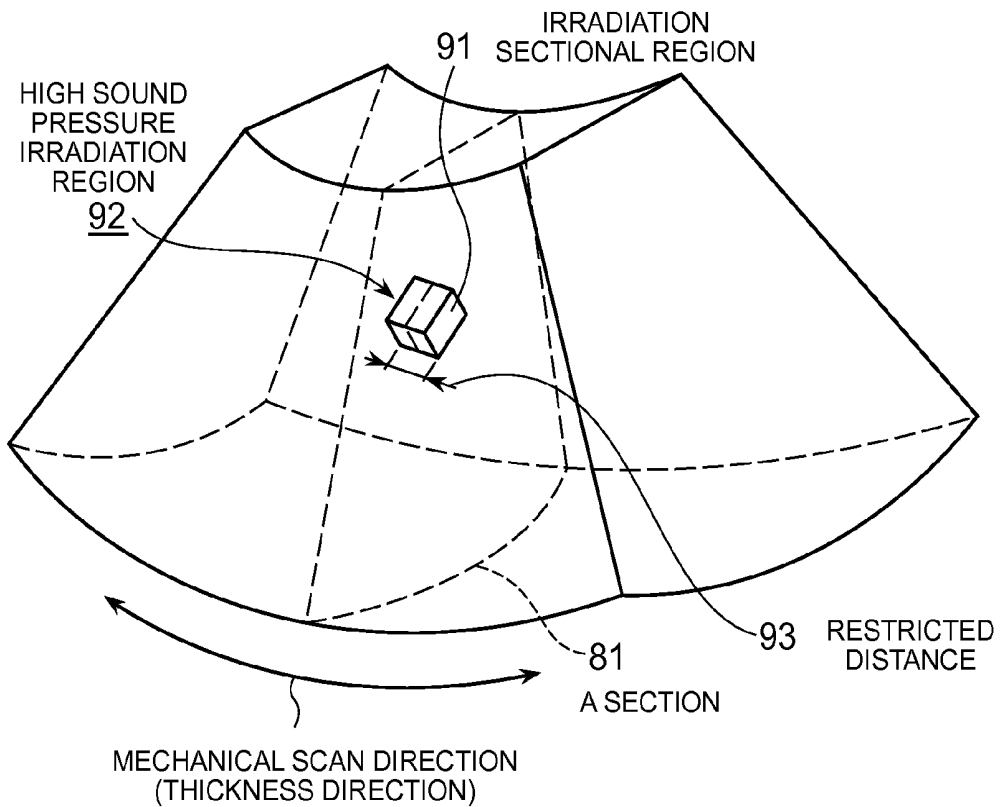 91
IRRADIATION
SECTIONAL REGION
HIGH SOUND
PRESSURE
IRRADIATION
REGION
92
93
RESTRICTED
DISTANCE
81
A SECTION
MECHANICAL SCAN DIRECTION
(THICKNESS DIRECTION)